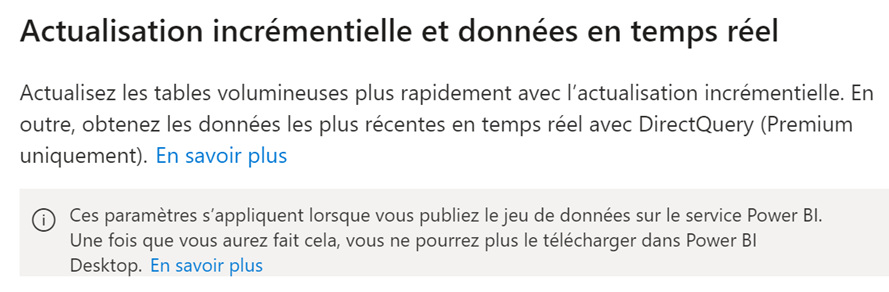 Actualisation incrémentielle et données en temps réel
Actualisez les tables volumineuses plus rapidement avec l’actualisation incrémentielle. En
outre, obtenez les données les plus récentes en temps réel avec DirectQuery (Premium
uniquement). En savoir plus
Ces paramètres s’appliquent lorsque vous publiez le jeu de données sur le service Power BI.
Une fois que vous aurez fait cela, vous ne pourrez plus le télécharger dans Power BI
Desktop. En savoir plus